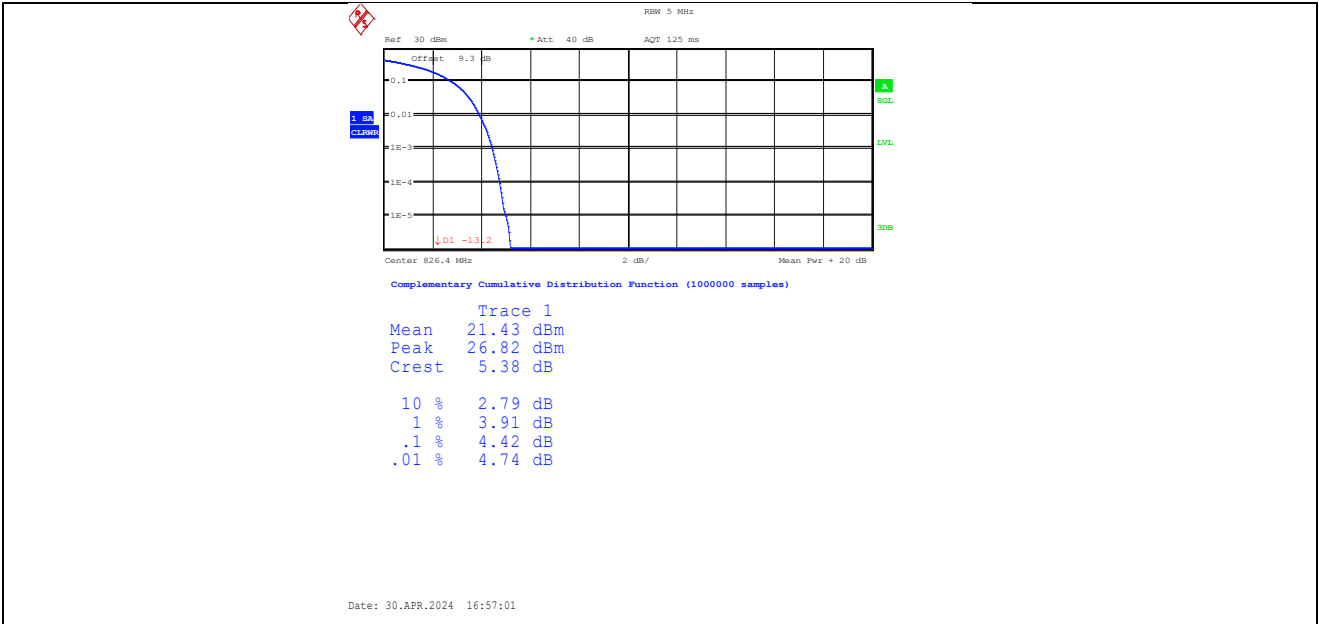 RBW 5 MHz
Ref 30 dBm * Att 40 dB AQT 125 ms
Offset 9.3 dB
0.1
A
SGL
0.01
1 SA
CLRWR
LVL
1E-3
1E-4
1E-5
3DB
↓D1 -13.2
Center 826.4 MHz 2 dB/ Mean Pwr + 20 dB
Complementary Cumulative Distribution Function (1000000 samples)
Trace 1
Mean 21.43 dBm
Peak 26.82 dBm
Crest 5.38 dB
10 % 2.79 dB
1 % 3.91 dB
.1 % 4.42 dB
.01 % 4.74 dB
Date: 30.APR.2024 16:57:01